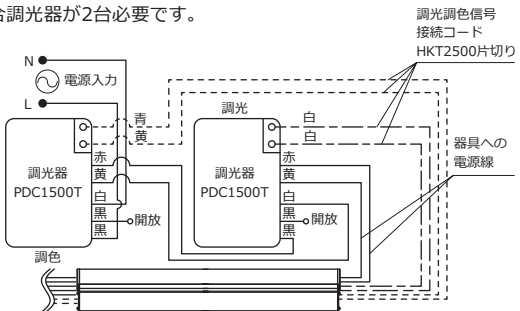 合調光器が2台必要です。
調光調色信号
接続コード
HKT2500片切り
N
電源入力
L
青
黄
調光
白
白
器具への
電源線
調光器
PDC1500T
赤
黄
白
黒
黒
開放
調光器
PDC1500T
赤
黄
白
黒
黒
開放
調色